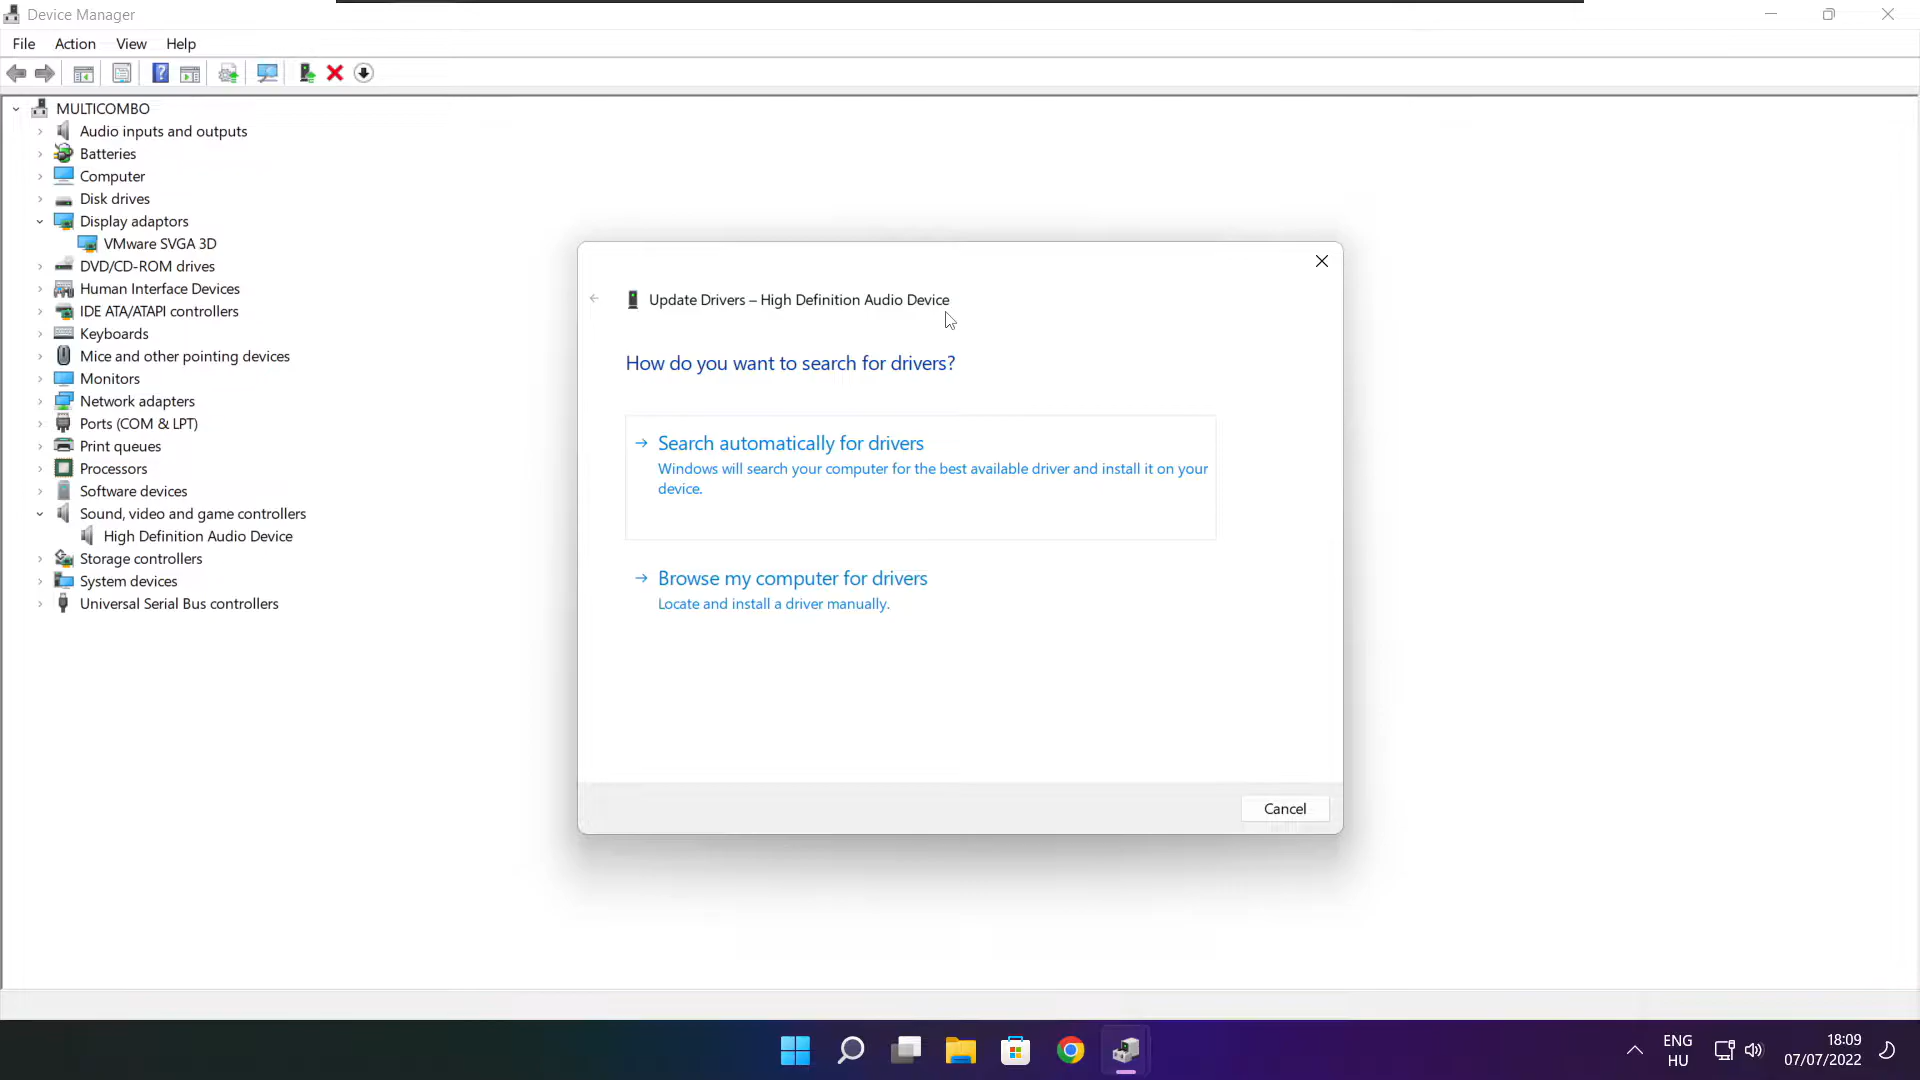 Device Manager
File Action View Help
MULTICOMBO
Audio inputs and outputs
Batteries
Computer
Disk drives
Display adaptors
VMware SVGA 3D
DVD/CD-ROM drives
Human Interface Devices
IDE ATA/ATAPI controllers
Keyboards
Mice and other pointing devices
Monitors
Network adapters
Ports (COM & LPT)
Print queues
Processors
Software devices
Sound, video and game controllers
High Definition Audio Device
Storage controllers
System devices
Universal Serial Bus controllers
Update Drivers – High Definition Audio Device
How do you want to search for drivers?
Search automatically for drivers
Windows will search your computer for the best available driver and install it on your
device.
Browse my computer for drivers
Locate and install a driver manually.
Cancel
ENG
HU
18:09
07/07/2022